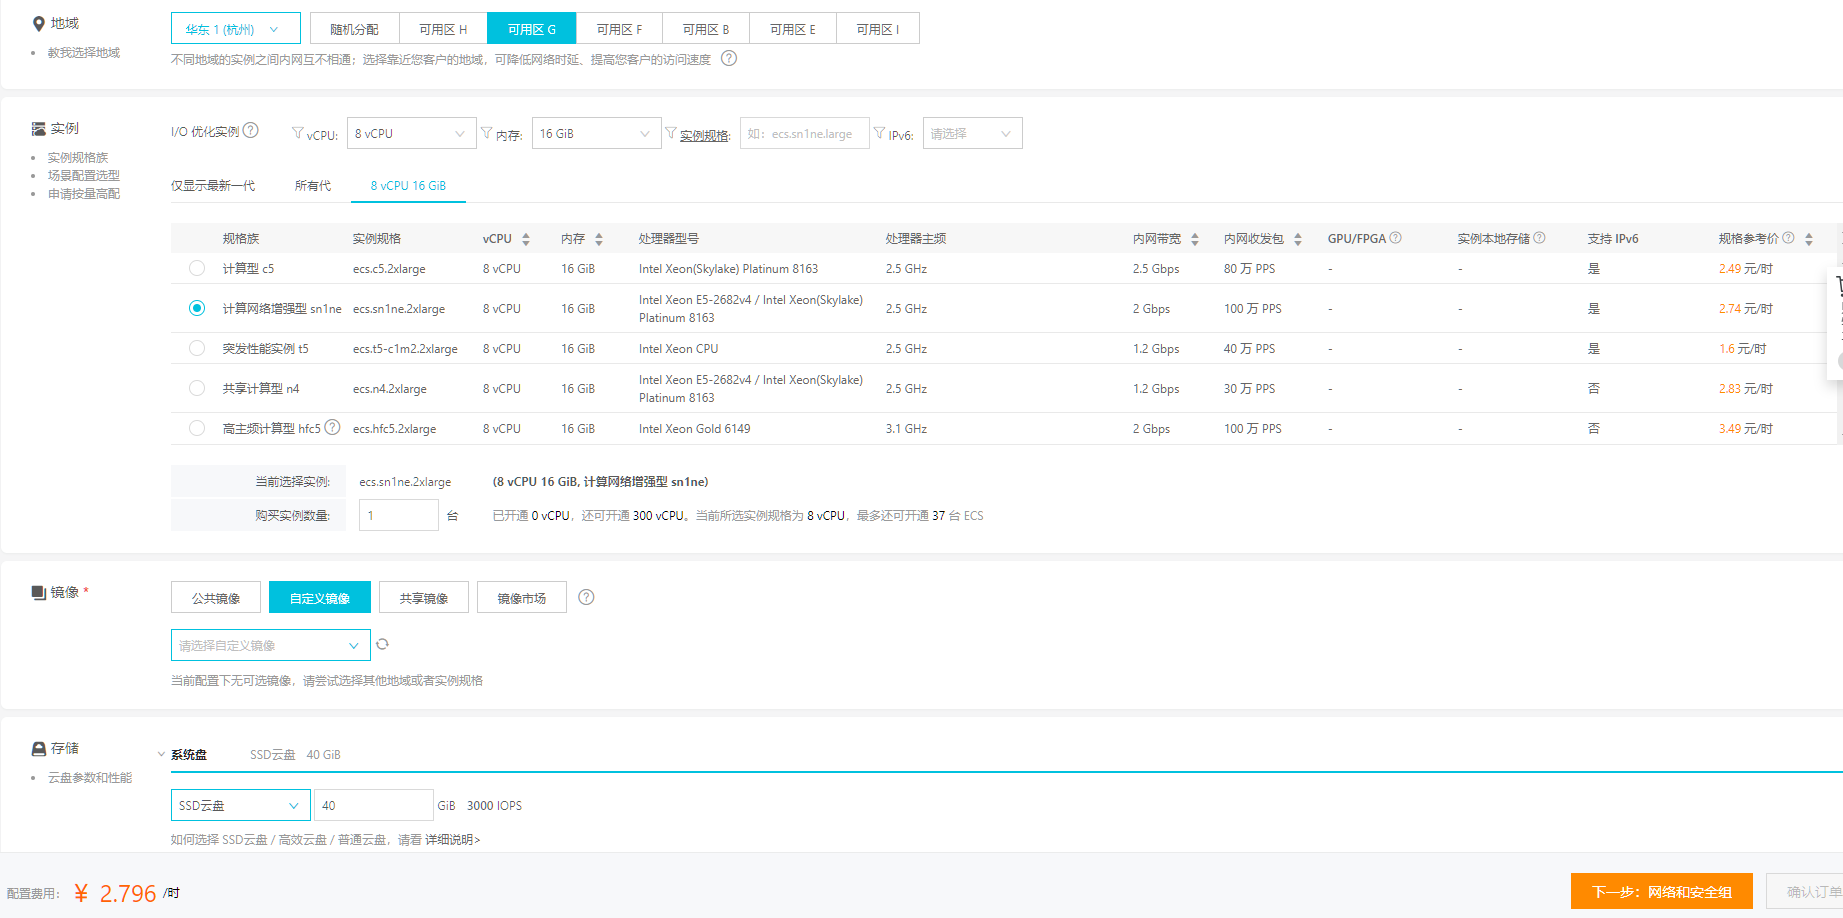 地域
华东 1 (杭州)
随机分配
可用区 H
可用区 G
可用区 F
可用区 B
可用区 E
可用区 I
教我选择地域
不同地域的实例之间内网互不相通；选择靠近您客户的地域，可降低网络时延、提高您客户的访问速度
实例
实例规格族
场景配置选型
申请按量高配
I/O 优化实例
vCPU:
8 vCPU
内存:
16 GiB
实例规格:
如：ecs.sn1ne.large
IPv6:
请选择
仅显示最新一代
所有代
8 vCPU 16 GiB
规格族 实例规格 vCPU 内存 处理器型号 处理器主频 内网带宽 内网收发包 GPU/FPGA 实例本地存储 支持 IPv6 规格参考价
计算型 c5 ecs.c5.2xlarge 8 vCPU 16 GiB Intel Xeon(Skylake) Platinum 8163 2.5 GHz 2.5 Gbps 80 万 PPS - - 是 2.49 元/时
计算网络增强型 sn1ne ecs.sn1ne.2xlarge 8 vCPU 16 GiB Intel Xeon E5-2682v4 / Intel Xeon(Skylake)
Platinum 8163 2.5 GHz 2 Gbps 100 万 PPS - - 是 2.74 元/时
突发性能实例 t5 ecs.t5-c1m2.2xlarge 8 vCPU 16 GiB Intel Xeon CPU 2.5 GHz 1.2 Gbps 40 万 PPS - - 是 1.6 元/时
共享计算型 n4 ecs.n4.2xlarge 8 vCPU 16 GiB Intel Xeon E5-2682v4 / Intel Xeon(Skylake)
Platinum 8163 2.5 GHz 1.2 Gbps 30 万 PPS - - 否 2.83 元/时
高主频计算型 hfc5 ecs.hfc5.2xlarge 8 vCPU 16 GiB Intel Xeon Gold 6149 3.1 GHz 2 Gbps 100 万 PPS - - 否 3.49 元/时
当前选择实例: ecs.sn1ne.2xlarge (8 vCPU 16 GiB, 计算网络增强型 sn1ne)
购买实例数量: 1 台 已开通 0 vCPU，还可开通 300 vCPU。当前所选实例规格为 8 vCPU，最多还可开通 37 台 ECS
镜像 *
公共镜像
自定义镜像
共享镜像
镜像市场
请选择自定义镜像
当前配置下无可选镜像，请尝试选择其他地域或者实例规格
存储
云盘参数和性能
系统盘 SSD云盘 40 GiB
SSD云盘 40 GiB 3000 IOPS
如何选择 SSD云盘 / 高效云盘 / 普通云盘，请看 详细说明>
配置费用: ¥ 2.796 /时
下一步：网络和安全组
确认订单